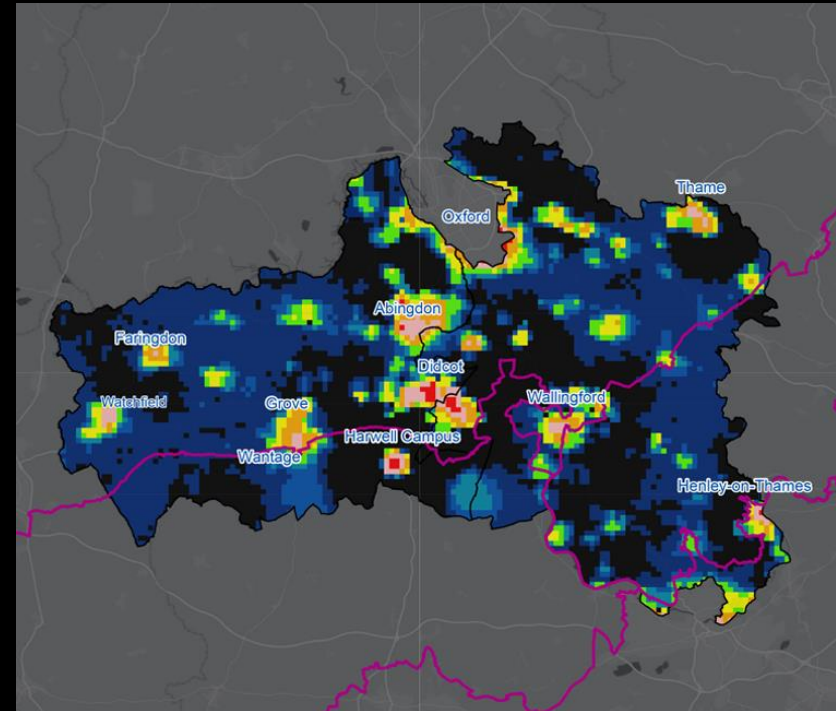 Thame
Oxford
Abingdon
Faringdon
Didcot
Watchfield
Grove
Wallingford
Harwell Campus
Wantage
Henley-on-Thames